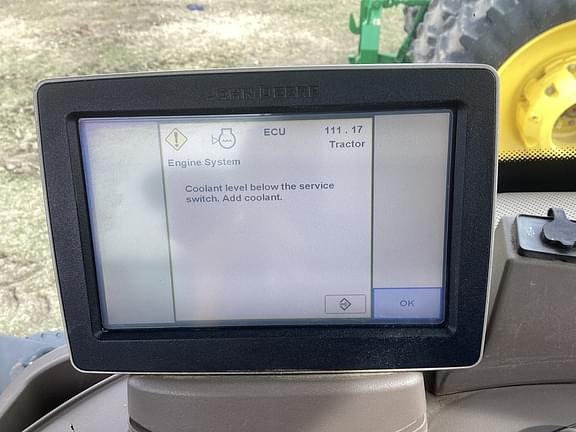 JOHN DEERE
ECU 111 . 17
Tractor
Engine System
Coolant level below the service
switch. Add coolant.
OK